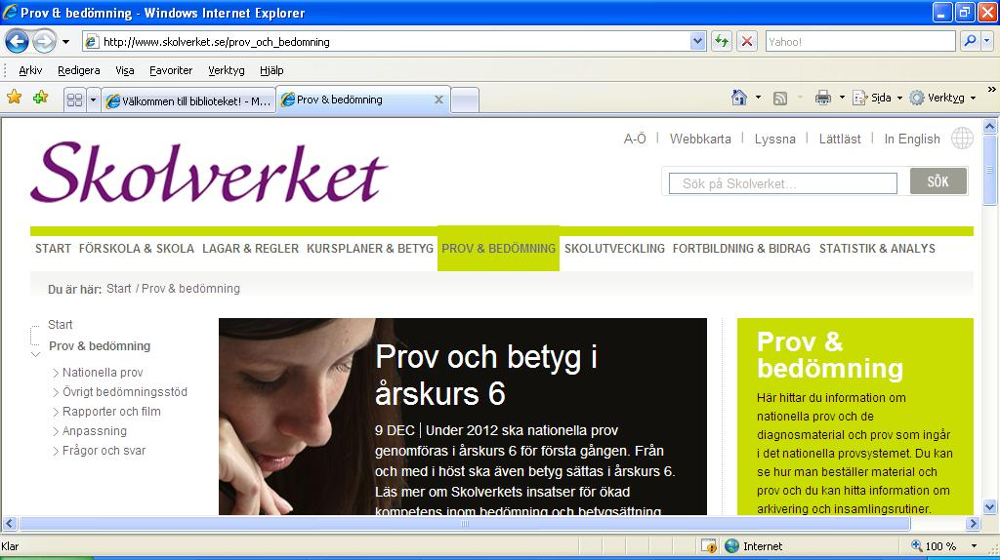 Prov & bedömning - Windows Internet Explorer
http://www.skolverket.se/prov_och_bedomning
Yahoo!
Arkiv Redigera Visa Favoriter Verktyg Hjälp
Välkommen till biblioteket! - M... Prov & bedömning Sida Verktyg »
A-Ö | Webbkarta | Lyssna | Lättläst | In English
Skolverket
Sök på Skolverket... SÖK
START FÖRSKOLA & SKOLA LAGAR & REGLER KURSPLANER & BETYG PROV & BEDÖMNING SKOLUTVECKLING FORTBILDNING & BIDRAG STATISTIK & ANALYS
Du är här: Start / Prov & bedömning
Start
Prov & bedömning
Nationella prov
Övrigt bedömningsstöd
Rapporter och film
Anpassning
Frågor och svar
Prov och betyg i
årskurs 6
9 DEC | Under 2012 ska nationella prov
genomföras i årskurs 6 för första gången. Från
och med i höst ska även betyg sättas i årskurs 6.
Läs mer om Skolverkets insatser för ökad
kompetens inom bedömning och betygsättning
Prov &
bedömning
Här hittar du information om
nationella prov och de
diagnosmaterial och prov som ingår
i det nationella provsystemet. Du kan
se hur man beställer material och
prov och du kan hitta information om
arkivering och insamlingsrutiner.
Klar Internet 100 %